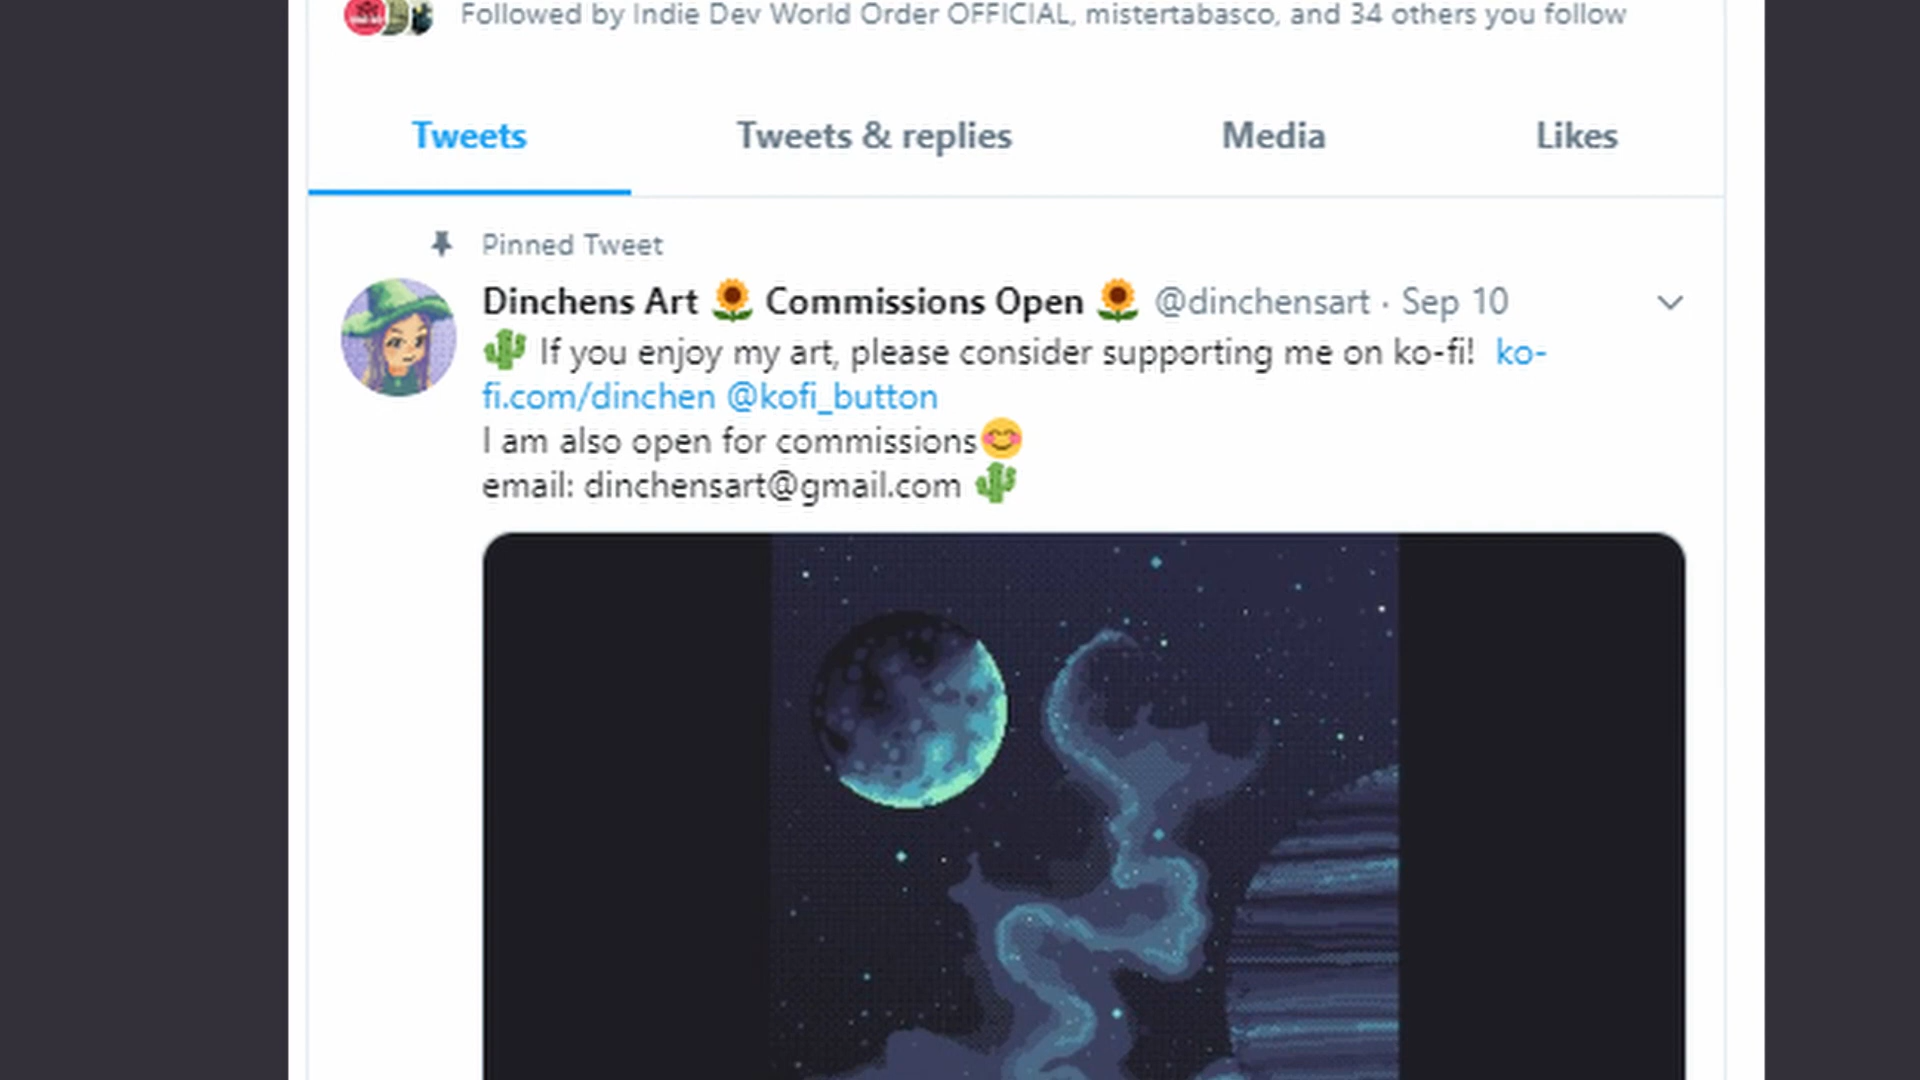 Followed by Indie Dev World Order OFFICIAL, mistertabasco, and 34 others you follow
Tweets Tweets & replies Media Likes
Pinned Tweet
Dinchens Art 🌻 Commissions Open 🌻 @dinchensart · Sep 10
🌵 If you enjoy my art, please consider supporting me on ko-fi! ko-
fi.com/dinchen @kofi_button
I am also open for commissions😊
email: dinchensart@gmail.com 🌵